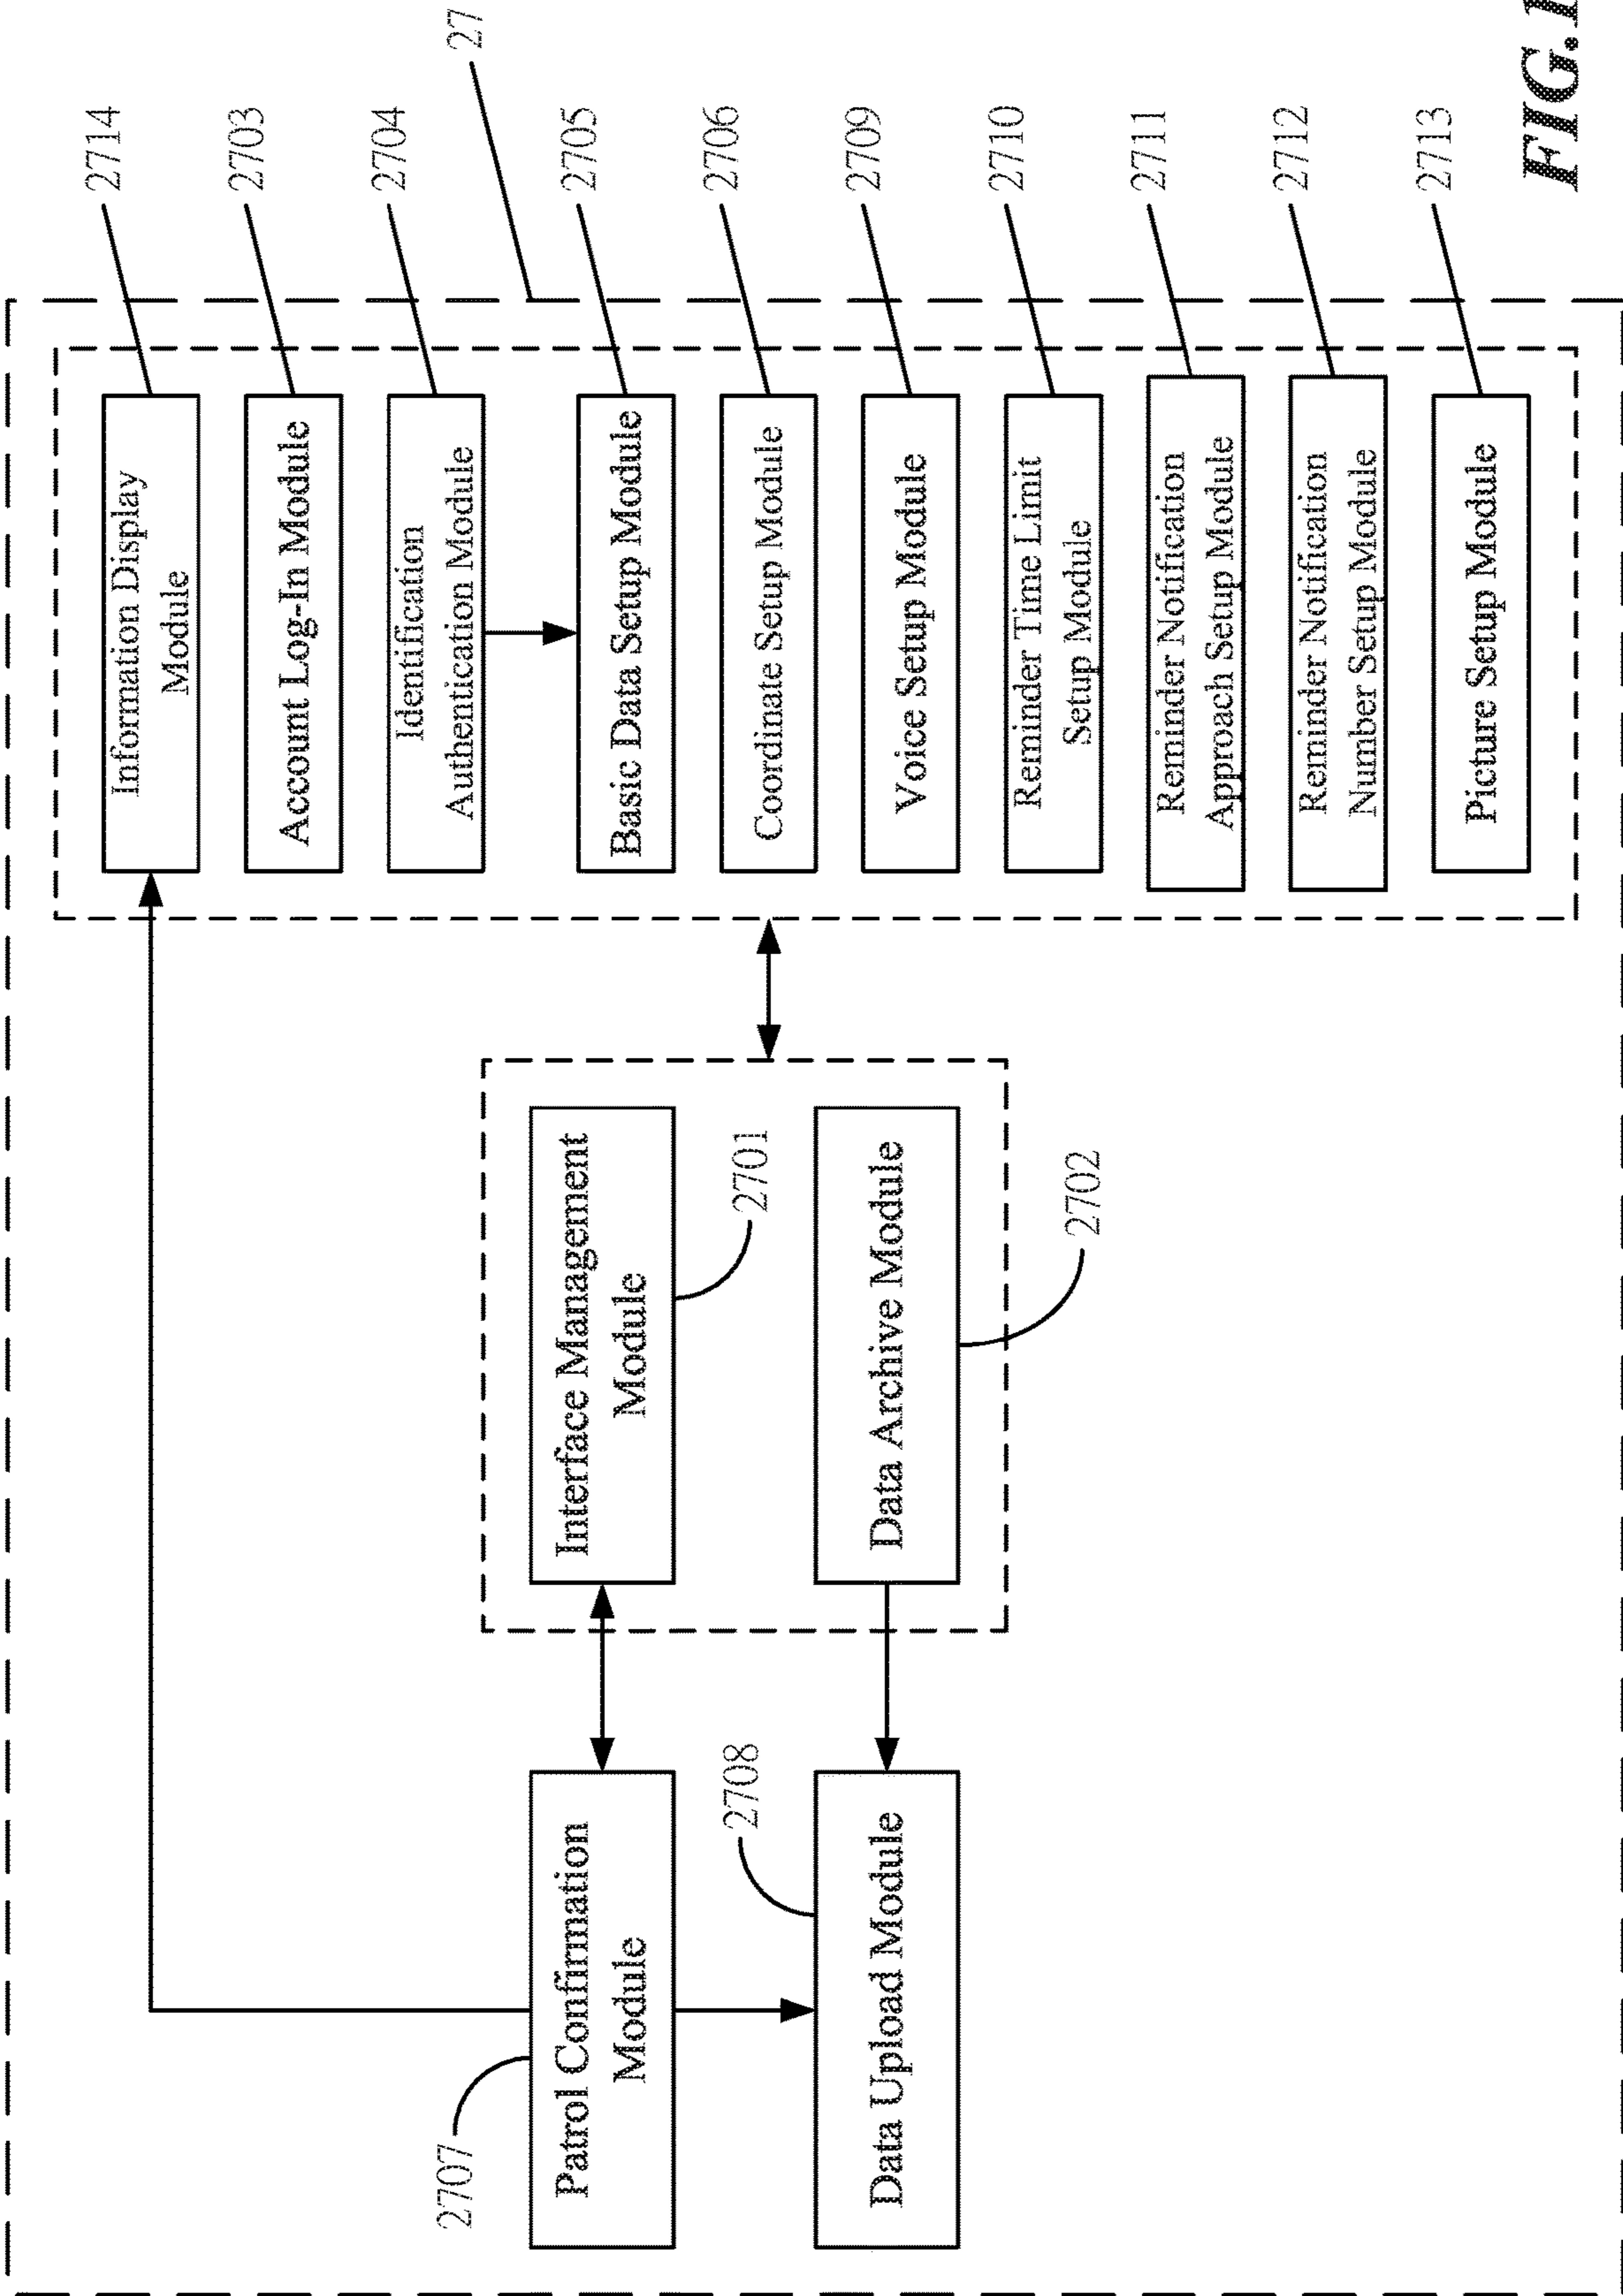 2707
Patrol Confirmation
Module
2708
Data Upload Module
Interface Management
Module
2701
Data Archive Module
2702
Information Display
Module
2714
Account Log-In Module
2703
Identification
Authentication Module
2704
27
Basic Data Setup Module
2705
Coordinate Setup Module
2706
Voice Setup Module
2709
Reminder Time Limit
Setup Module
2710
Reminder Notification
Approach Setup Module
2711
Reminder Notification
Number Setup Module
2712
Picture Setup Module
2713
FIG.1